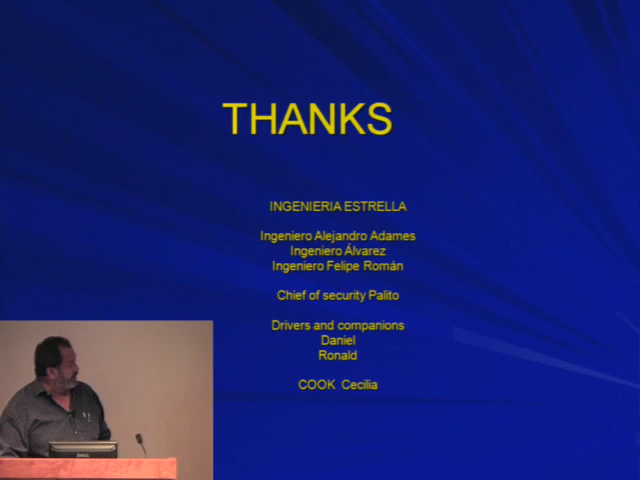 THANKS
INGENIERIA ESTRELLA
Ingeniero Alejandro Adames
Ingeniero Álvarez
Ingeniero Felipe Román
Chief of security Palito
Drivers and companions
Daniel
Ronald
COOK Cecilia
DELL